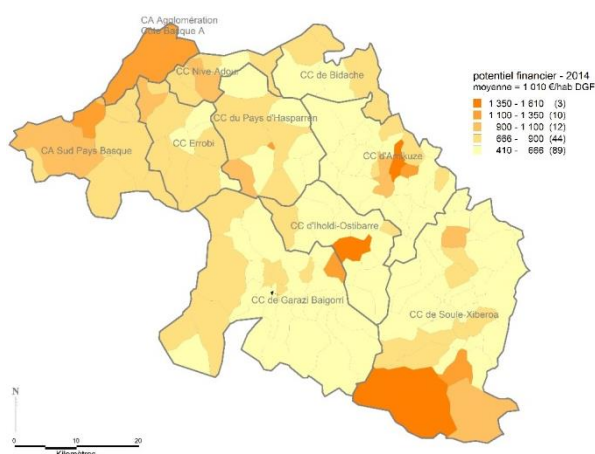 CA Agglomération
Côte Basque A
CC Nive Adour
CC de Bidache
CC du Pays d'Hasparren
CA Sud Pays Basque
CC Errobi
CC d'Amikuze
CC d'Iholdi-Ostibarre
CC de Garazi Baigorri
CC de Soule-Xiberoa
potentiel financier - 2014
moyenne = 1 010 €/hab DGF
1 350 - 1 610 (3)
1 100 - 1 350 (10)
900 - 1 100 (12)
666 - 900 (44)
410 - 666 (89)
N
0 10 20
Kilomètres